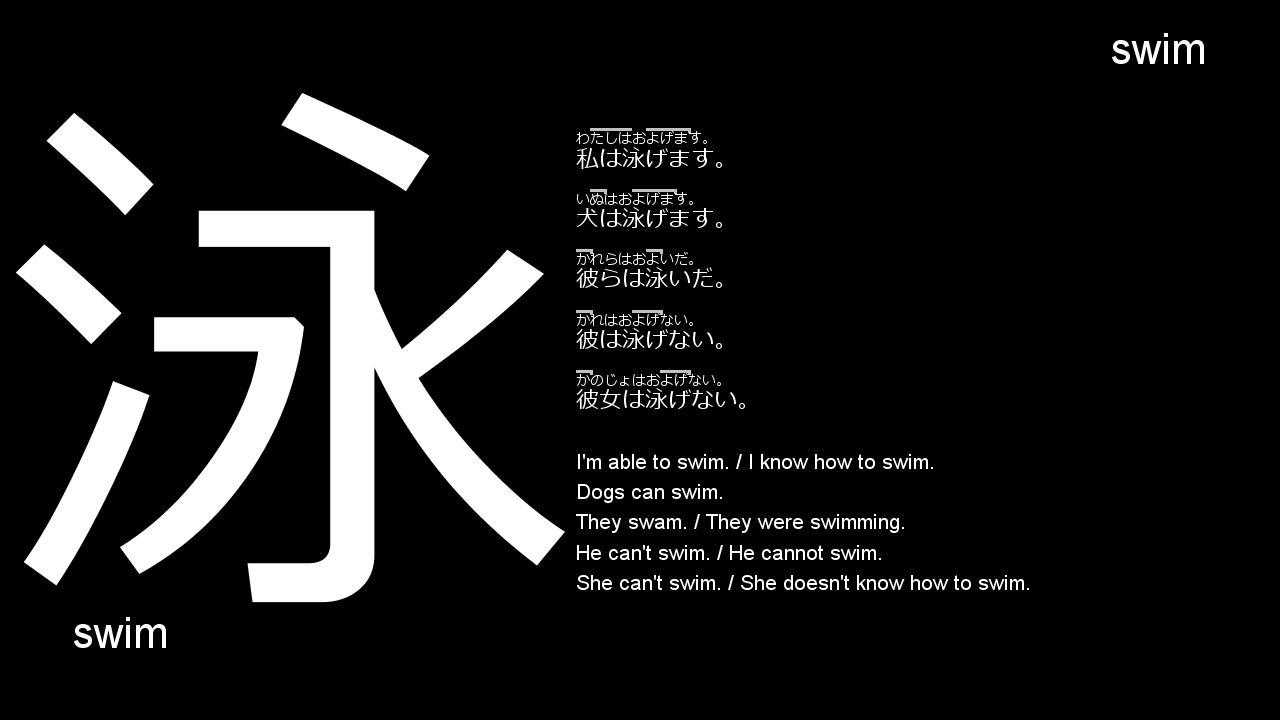 swim
泳
わたしはおよげます。
私は泳げます。
いぬはおよげます。
犬は泳げます。
かれらはおよいだ。
彼らは泳いだ。
かれはおよげない。
彼は泳げない。
かのじょはおよげない。
彼女は泳げない。
I'm able to swim. / I know how to swim.
Dogs can swim.
They swam. / They were swimming.
He can't swim. / He cannot swim.
She can't swim. / She doesn't know how to swim.
swim